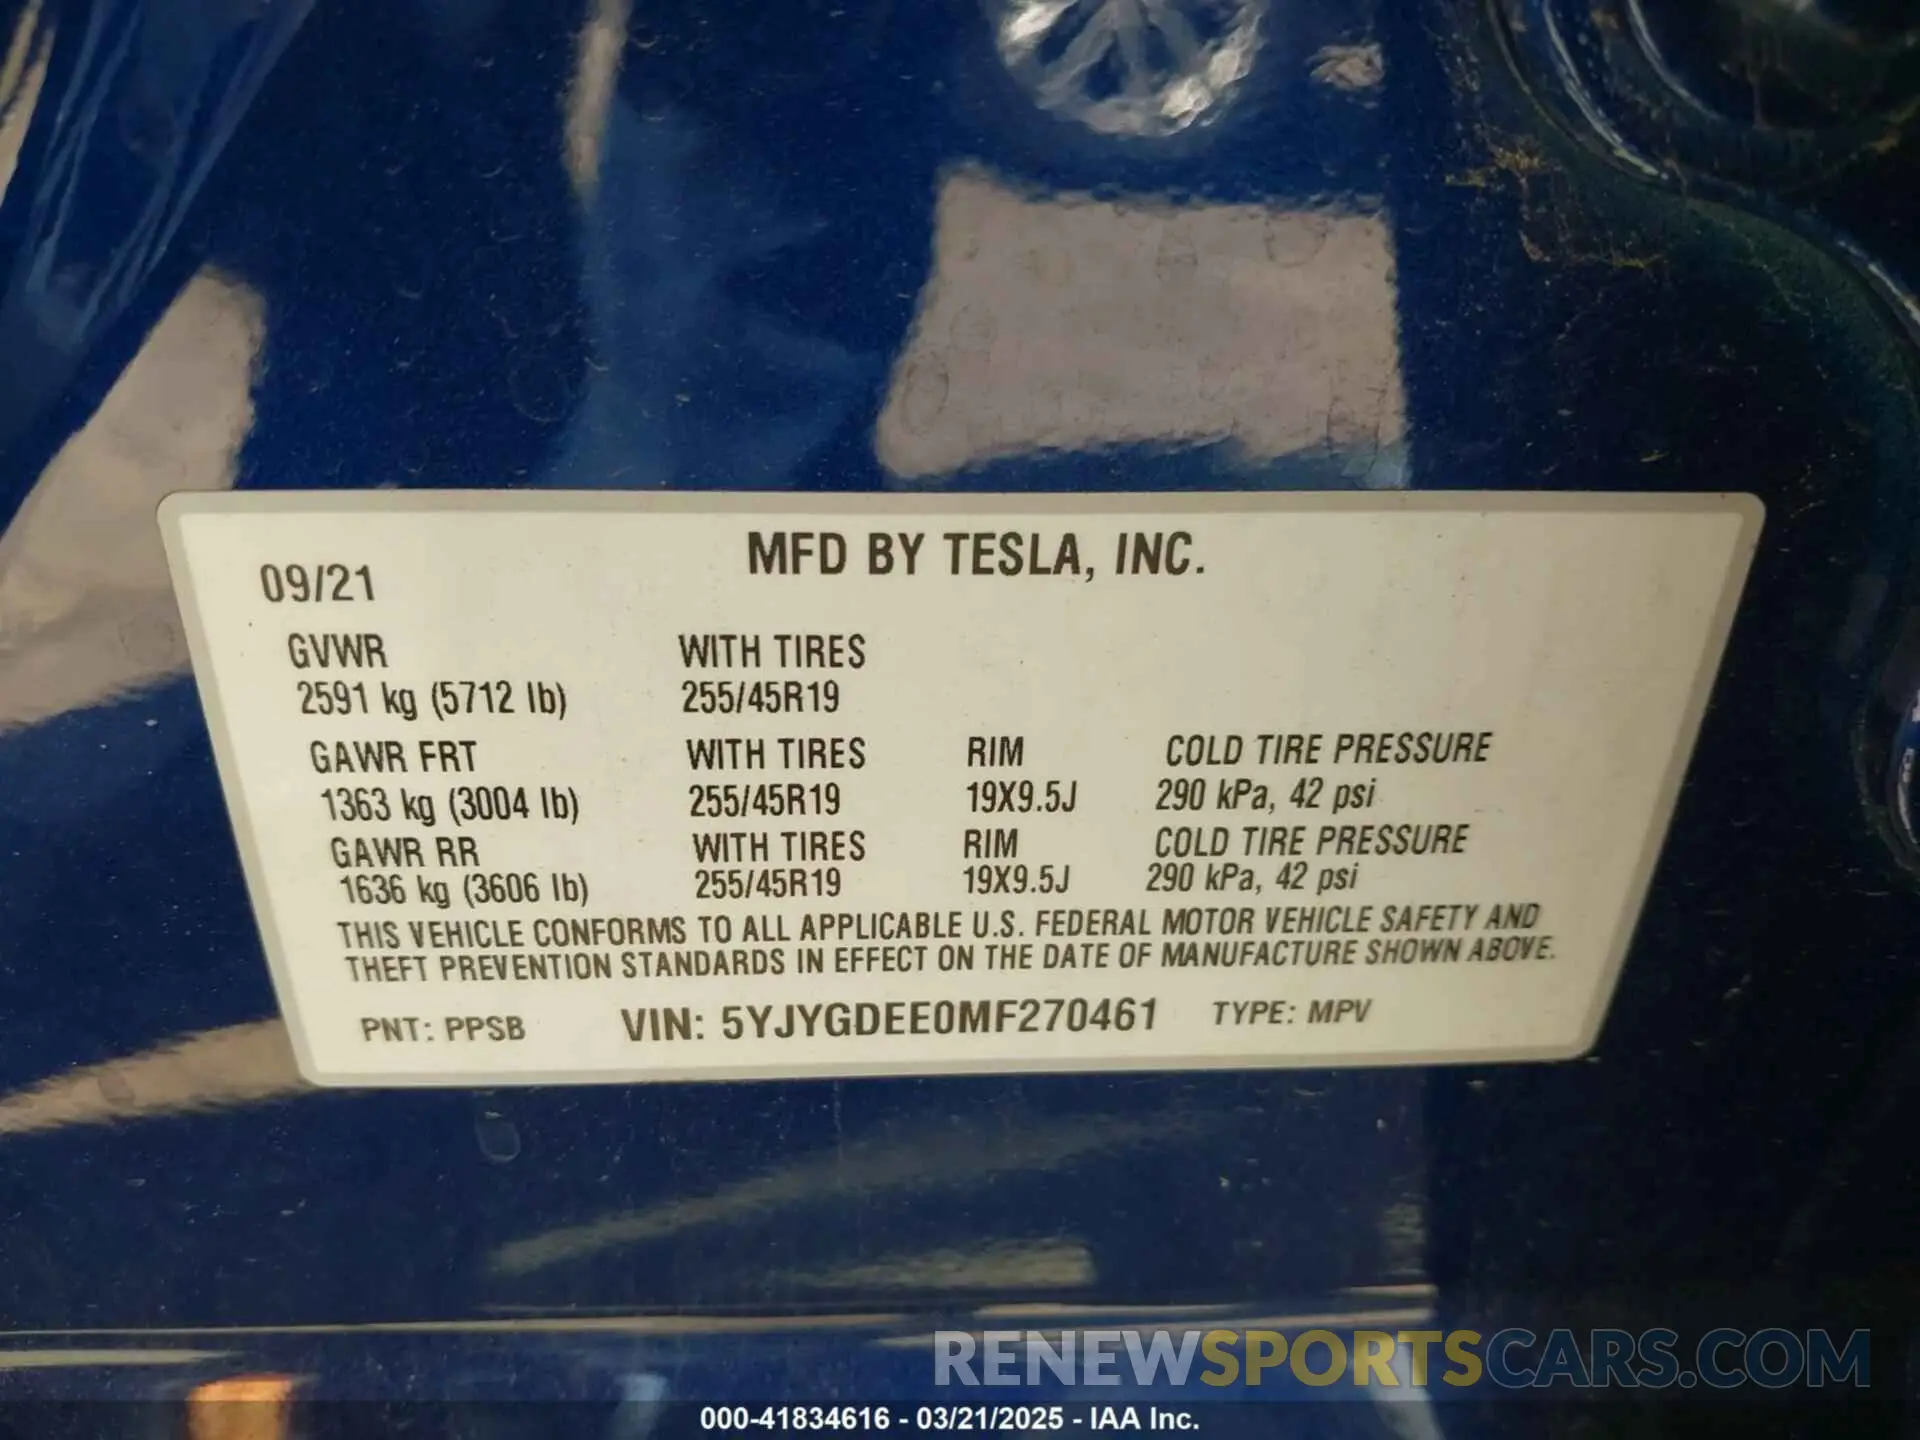 MFD BY TESLA, INC.
09/21
GVWR WITH TIRES
2591 kg (5712 lb) 255/45R19
GAWR FRT WITH TIRES RIM COLD TIRE PRESSURE
1363 kg (3004 lb) 255/45R19 19X9.5J 290 kPa, 42 psi
GAWR RR WITH TIRES RIM COLD TIRE PRESSURE
1636 kg (3606 lb) 255/45R19 19X9.5J 290 kPa, 42 psi
THIS VEHICLE CONFORMS TO ALL APPLICABLE U.S. FEDERAL MOTOR VEHICLE SAFETY AND
THEFT PREVENTION STANDARDS IN EFFECT ON THE DATE OF MANUFACTURE SHOWN ABOVE.
PNT: PPSB VIN: 5YJYGDEE0MF270461 TYPE: MPV
RENEWSPORTSCARS.COM
000-41834616 - 03/21/2025 - IAA Inc.